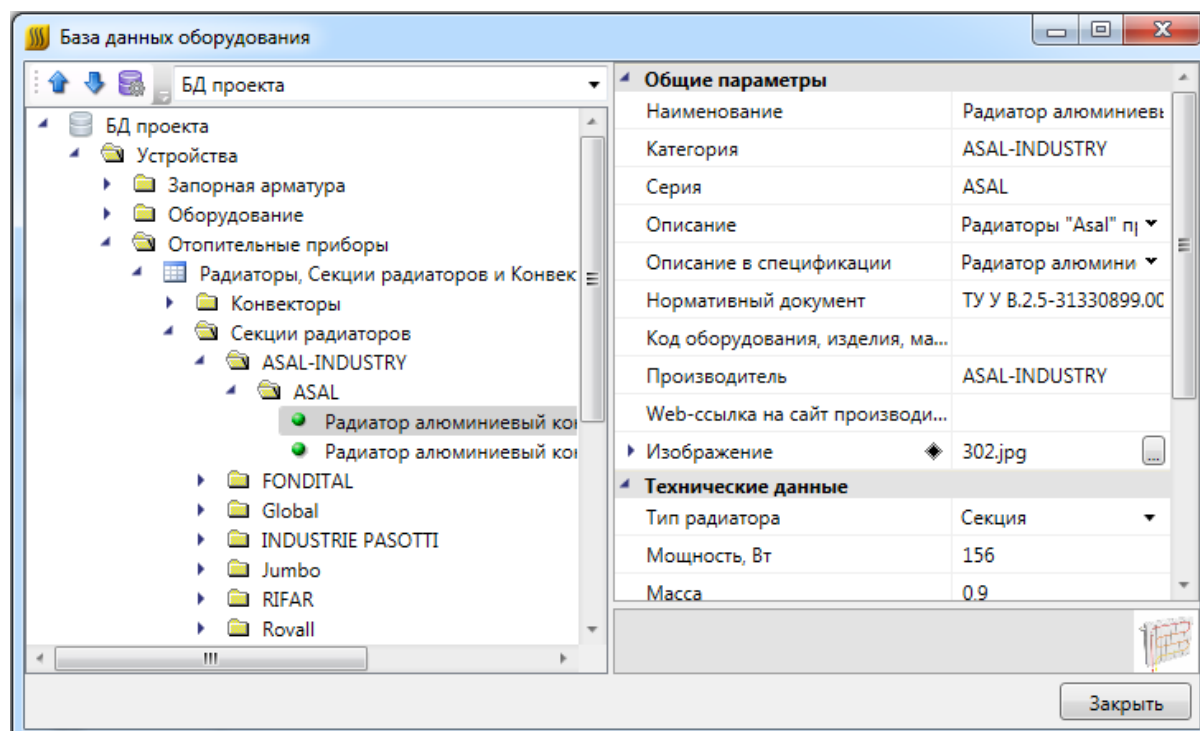 База данных оборудования
БД проекта
БД проекта
Устройства
Запорная арматура
Оборудование
Отопительные приборы
Радиаторы, Секции радиаторов и Конвек
Конвекторы
Секции радиаторов
ASAL-INDUSTRY
ASAL
Радиатор алюминиевый
Радиатор алюминиевый
FONDITAL
Global
INDUSTRIE PASOTTI
Jumbo
RIFAR
Rovall
Общие параметры
Наименование Радиатор алюминиевы
Категория ASAL-INDUSTRY
Серия ASAL
Описание Радиаторы "Asal"
Описание в спецификации Радиатор алюмини
Нормативный документ ТУ У В.2.5-31330899.00
Код оборудования, изделия, ма...
Производитель ASAL-INDUSTRY
Web-ссылка на сайт производи...
Изображение 302.jpg ...
Технические данные
Тип радиатора Секция
Мощность, Вт 156
Масса 0.9
Закрыть